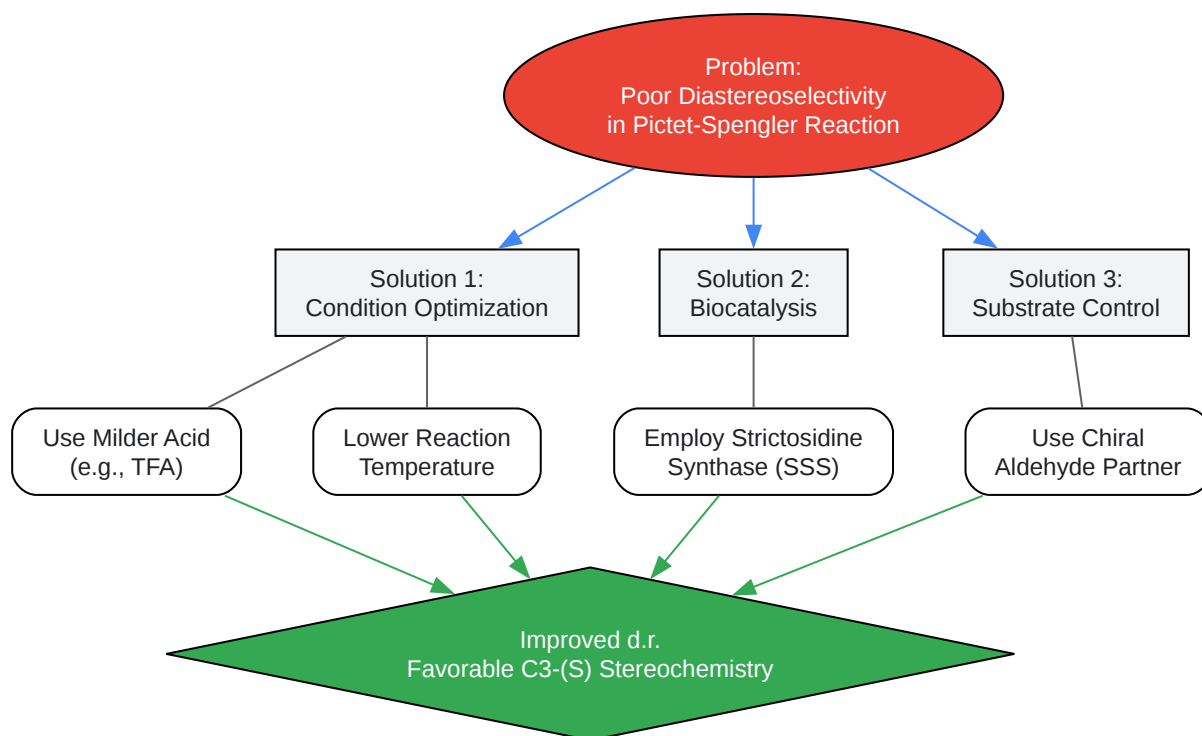 Problem:
Poor Diastereoselectivity
in Pictet-Spengler Reaction
Solution 1:
Condition Optimization
Solution 2:
Biocatalysis
Solution 3:
Substrate Control
Use Milder Acid
(e.g., TFA)
Lower Reaction
Temperature
Employ Strictosidine
Synthase (SSS)
Use Chiral
Aldehyde Partner
Improved d.r.
Favorable C3-(S) Stereochemistry